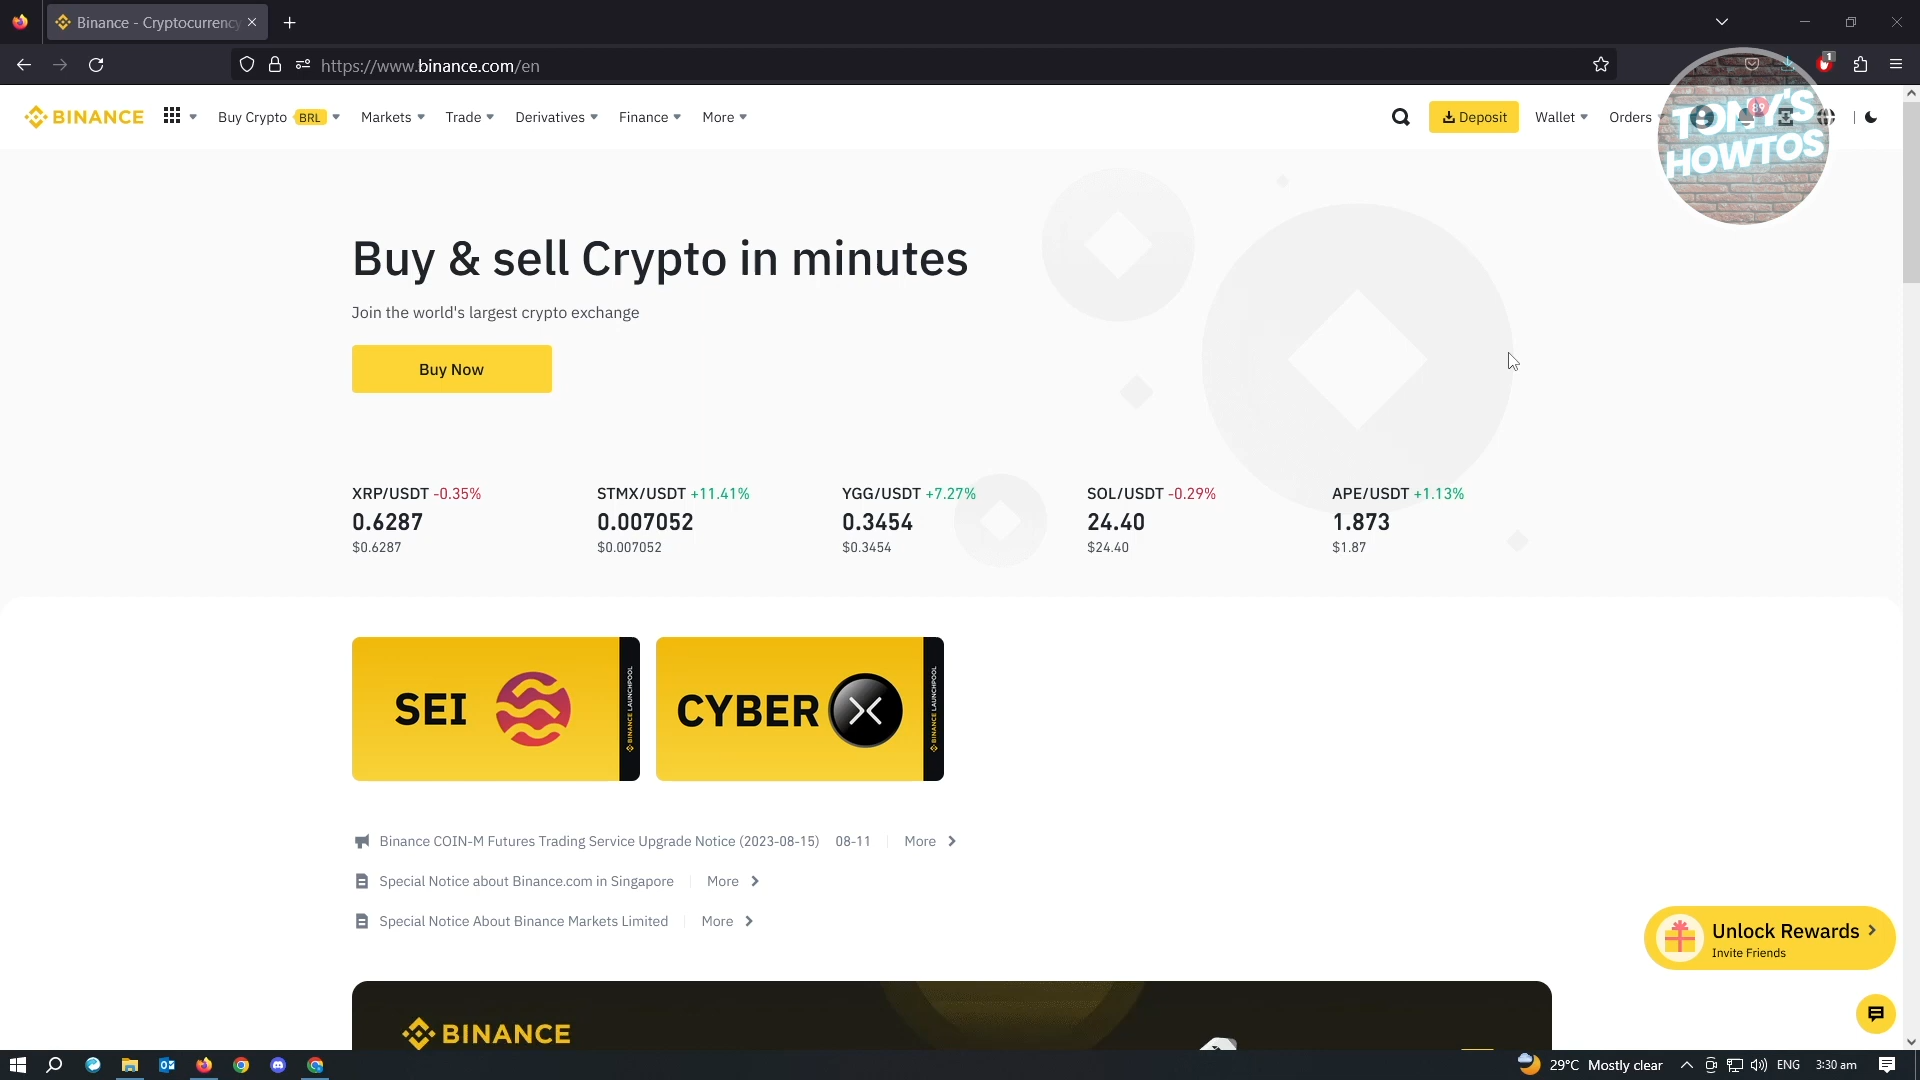 Binance - Cryptocurrency
https://www.binance.com/en
1
BINANCE
Buy Crypto BRL
Markets
Trade
Derivatives
Finance
More
Deposit
Wallet
Orders
89
TONY'S
HOWTOS
Buy & sell Crypto in minutes
Join the world's largest crypto exchange
Buy Now
XRP/USDT -0.35%
0.6287
$0.6287
STMX/USDT +11.41%
0.007052
$0.007052
YGG/USDT +7.27%
0.3454
$0.3454
SOL/USDT -0.29%
24.40
$24.40
APE/USDT +1.13%
1.873
$1.87
SEI
BINANCE LAUNCHPOOL
CYBER
BINANCE LAUNCHPOOL
Binance COIN-M Futures Trading Service Upgrade Notice (2023-08-15) 08-11 More
Special Notice about Binance.com in Singapore More
Special Notice About Binance Markets Limited More
Unlock Rewards
Invite Friends
BINANCE
29°C Mostly clear
ENG
3:30 am